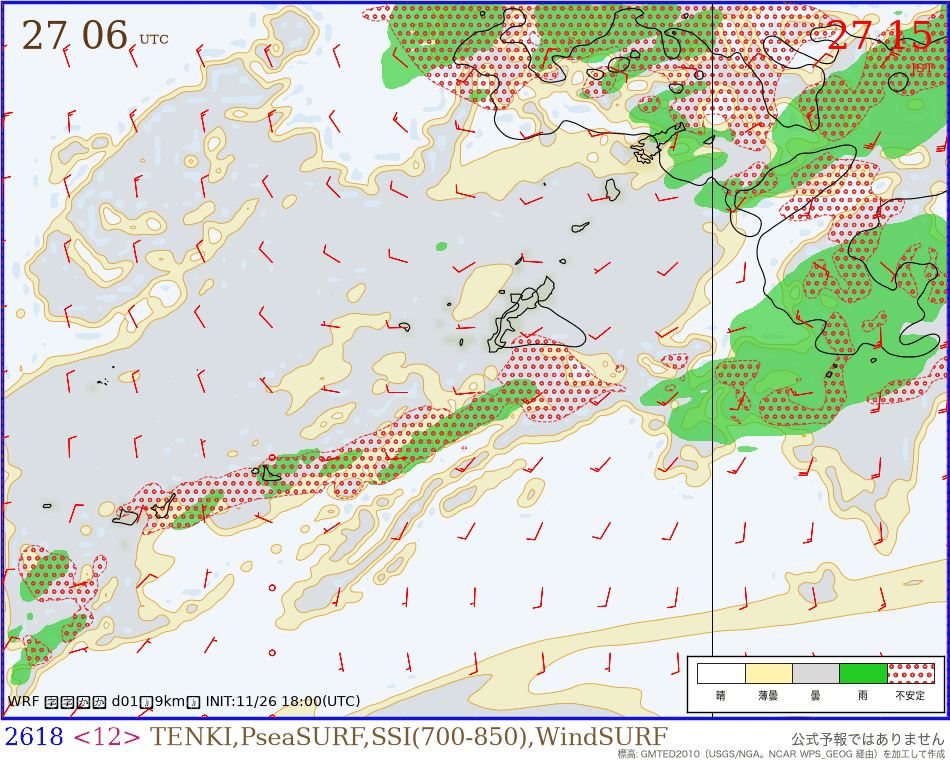 27 06 UTC
27 15
JST
晴 薄曇 曇 雨 不安定
WRF d01 9km INIT:11/26 18:00(UTC)
2618 <12> TENKI,PseaSURF,SSI(700-850),WindSURF
公式予報ではありません
標高: GMTED2010（USGS/NGA。NCAR WPS_GEOG 経由）を加工して作成